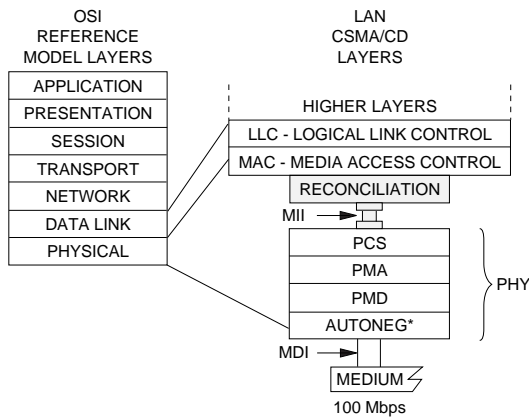 OSI
REFERENCE
MODEL LAYERS
APPLICATION
PRESENTATION
SESSION
TRANSPORT
NETWORK
DATA LINK
PHYSICAL
LAN
CSMA/CD
LAYERS
HIGHER LAYERS
LLC - LOGICAL LINK CONTROL
MAC - MEDIA ACCESS CONTROL
RECONCILIATION
MII
PCS
PMA
PMD
AUTONEG*
PHY
MDI
MEDIUM
100 Mbps